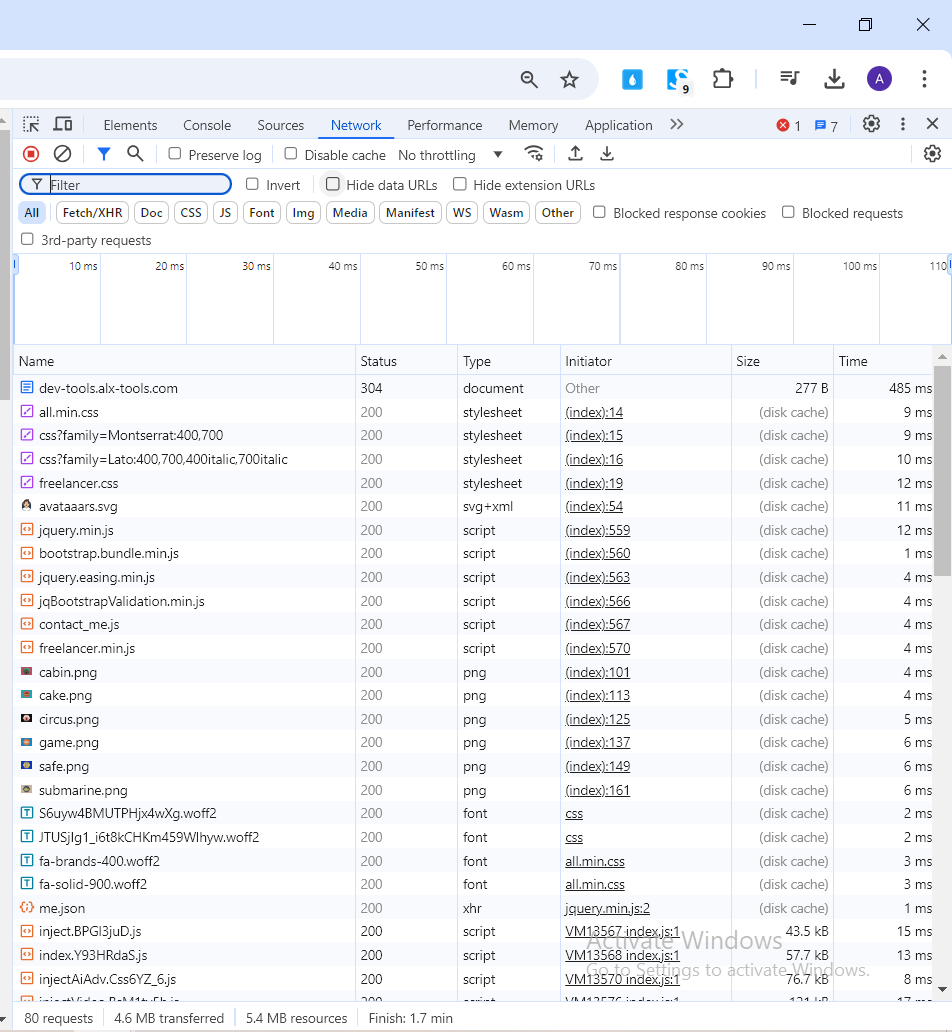 9
A
Elements Console Sources Network Performance Memory Application 1 7
Preserve log Disable cache No throttling
Filter Invert Hide data URLs Hide extension URLs
All Fetch/XHR Doc CSS JS Font Img Media Manifest WS Wasm Other Blocked response cookies Blocked requests
3rd-party requests
10 ms 20 ms 30 ms 40 ms 50 ms 60 ms 70 ms 80 ms 90 ms 100 ms 110
Name Status Type Initiator Size Time
dev-tools.alx-tools.com 304 document Other 277 B 485 ms
all.min.css 200 stylesheet (index):14 (disk cache) 9 ms
css?family=Montserrat:400,700 200 stylesheet (index):15 (disk cache) 9 ms
css?family=Lato:400,700,400italic,700italic 200 stylesheet (index):16 (disk cache) 10 ms
freelancer.css 200 stylesheet (index):19 (disk cache) 12 ms
avataaars.svg 200 svg+xml (index):54 (disk cache) 11 ms
jquery.min.js 200 script (index):559 (disk cache) 12 ms
bootstrap.bundle.min.js 200 script (index):560 (disk cache) 1 ms
jquery.easing.min.js 200 script (index):563 (disk cache) 4 ms
jqBootstrapValidation.min.js 200 script (index):566 (disk cache) 4 ms
contact_me.js 200 script (index):567 (disk cache) 4 ms
freelancer.min.js 200 script (index):570 (disk cache) 4 ms
cabin.png 200 png (index):101 (disk cache) 4 ms
cake.png 200 png (index):113 (disk cache) 4 ms
circus.png 200 png (index):125 (disk cache) 5 ms
game.png 200 png (index):137 (disk cache) 6 ms
safe.png 200 png (index):149 (disk cache) 6 ms
submarine.png 200 png (index):161 (disk cache) 6 ms
S6uyw4BMUTPHjx4wXg.woff2 200 font css (disk cache) 2 ms
JTUSjIg1_i6t8kCHKm459Wlhyw.woff2 200 font css (disk cache) 2 ms
fa-brands-400.woff2 200 font all.min.css (disk cache) 3 ms
fa-solid-900.woff2 200 font all.min.css (disk cache) 3 ms
me.json 200 xhr jquery.min.js:2 (disk cache) 1 ms
inject.BPGl3juD.js 200 script VM13567 index.js:1 43.5 kB 15 ms
Activate Windows
index.Y93HRdaS.js 200 script VM13568 index.js:1 57.7 kB 13 ms
Go to Settings to activate Windows.
injectAiAdv.Css6YZ_6.js 200 script VM13570 index.js:1 76.7 kB 8 ms
80 requests 4.6 MB transferred 5.4 MB resources Finish: 1.7 min